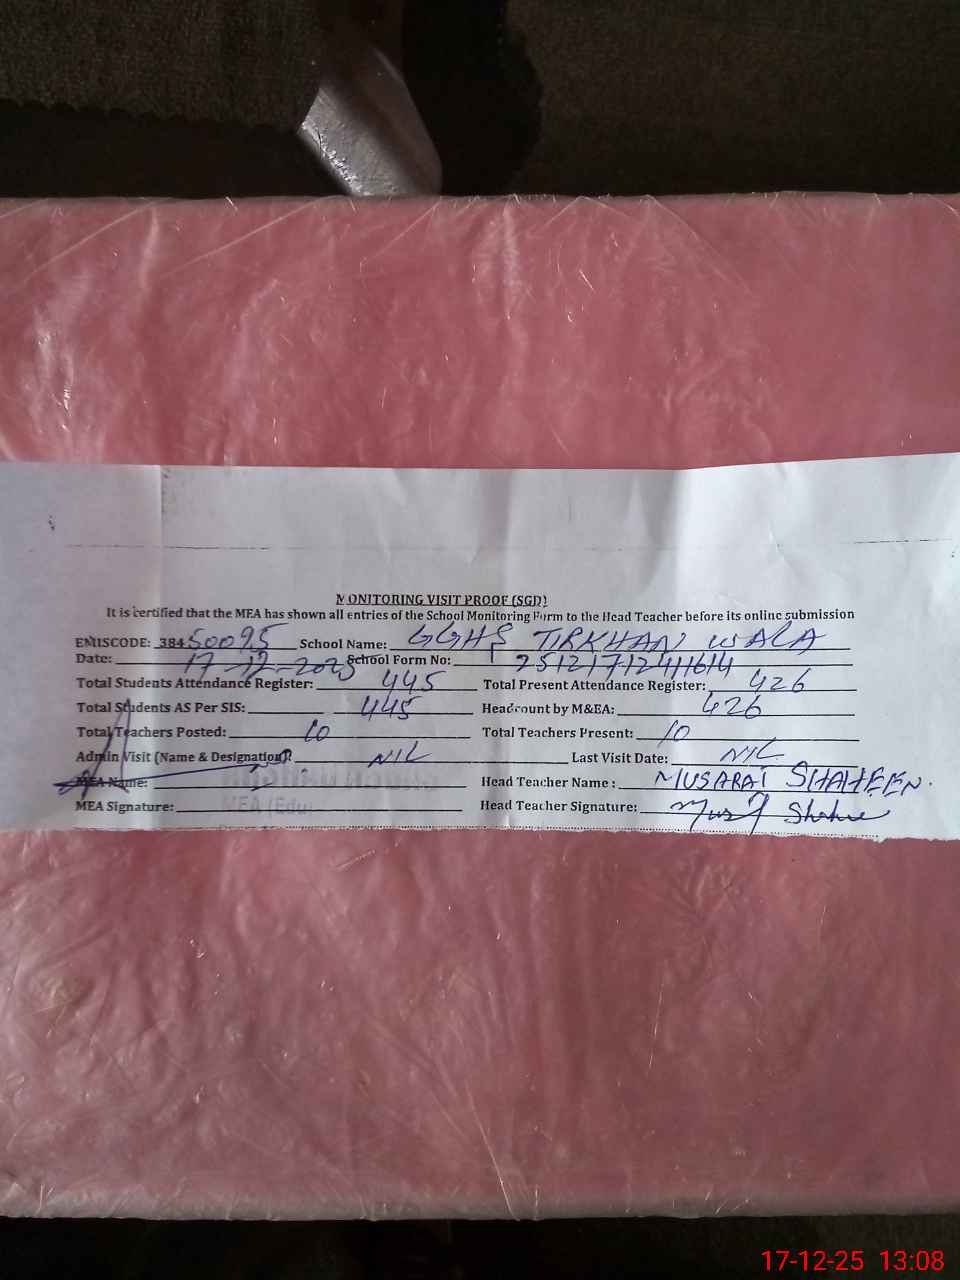 MONITORING VISIT PROOF (SGD)
It is certified that the MEA has shown all entries of the School Monitoring Form to the Head Teacher before its online submission
EMISCODE: 38450095 School Name: GGHS TIRKHAN WALA
Date: 17-12-2025 School Form No: 25121712411614
Total Students Attendance Register: 445 Total Present Attendance Register: 426
Total Students AS Per SIS: 445 Headcount by M&EA: 426
Total Teachers Posted: 10 Total Teachers Present: 10
Admin Visit (Name & Designation)? NIL Last Visit Date: NIL
MEA Name: Head Teacher Name: MUSARAT SHAHEEN.
MEA Signature: MEA (Edu) Head Teacher Signature:
17-12-25 13:08